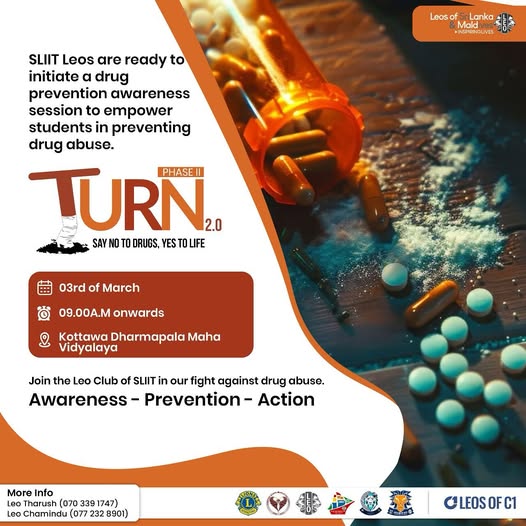 Leos of Sri Lanka
& Maldives
INSPIRING LIVES
SLIIT Leos are ready to
initiate a drug
prevention awareness
session to empower
students in preventing
drug abuse.
PHASE II
TURN 2.0
SAY NO TO DRUGS, YES TO LIFE
03rd of March
09.00A.M onwards
Kottawa Dharmapala Maha
Vidyalaya
Join the Leo Club of SLIIT in our fight against drug abuse.
Awareness - Prevention - Action
More Info
Leo Tharush (070 339 1747)
Leo Chamindu (077 232 8901)
LEOS OF C1